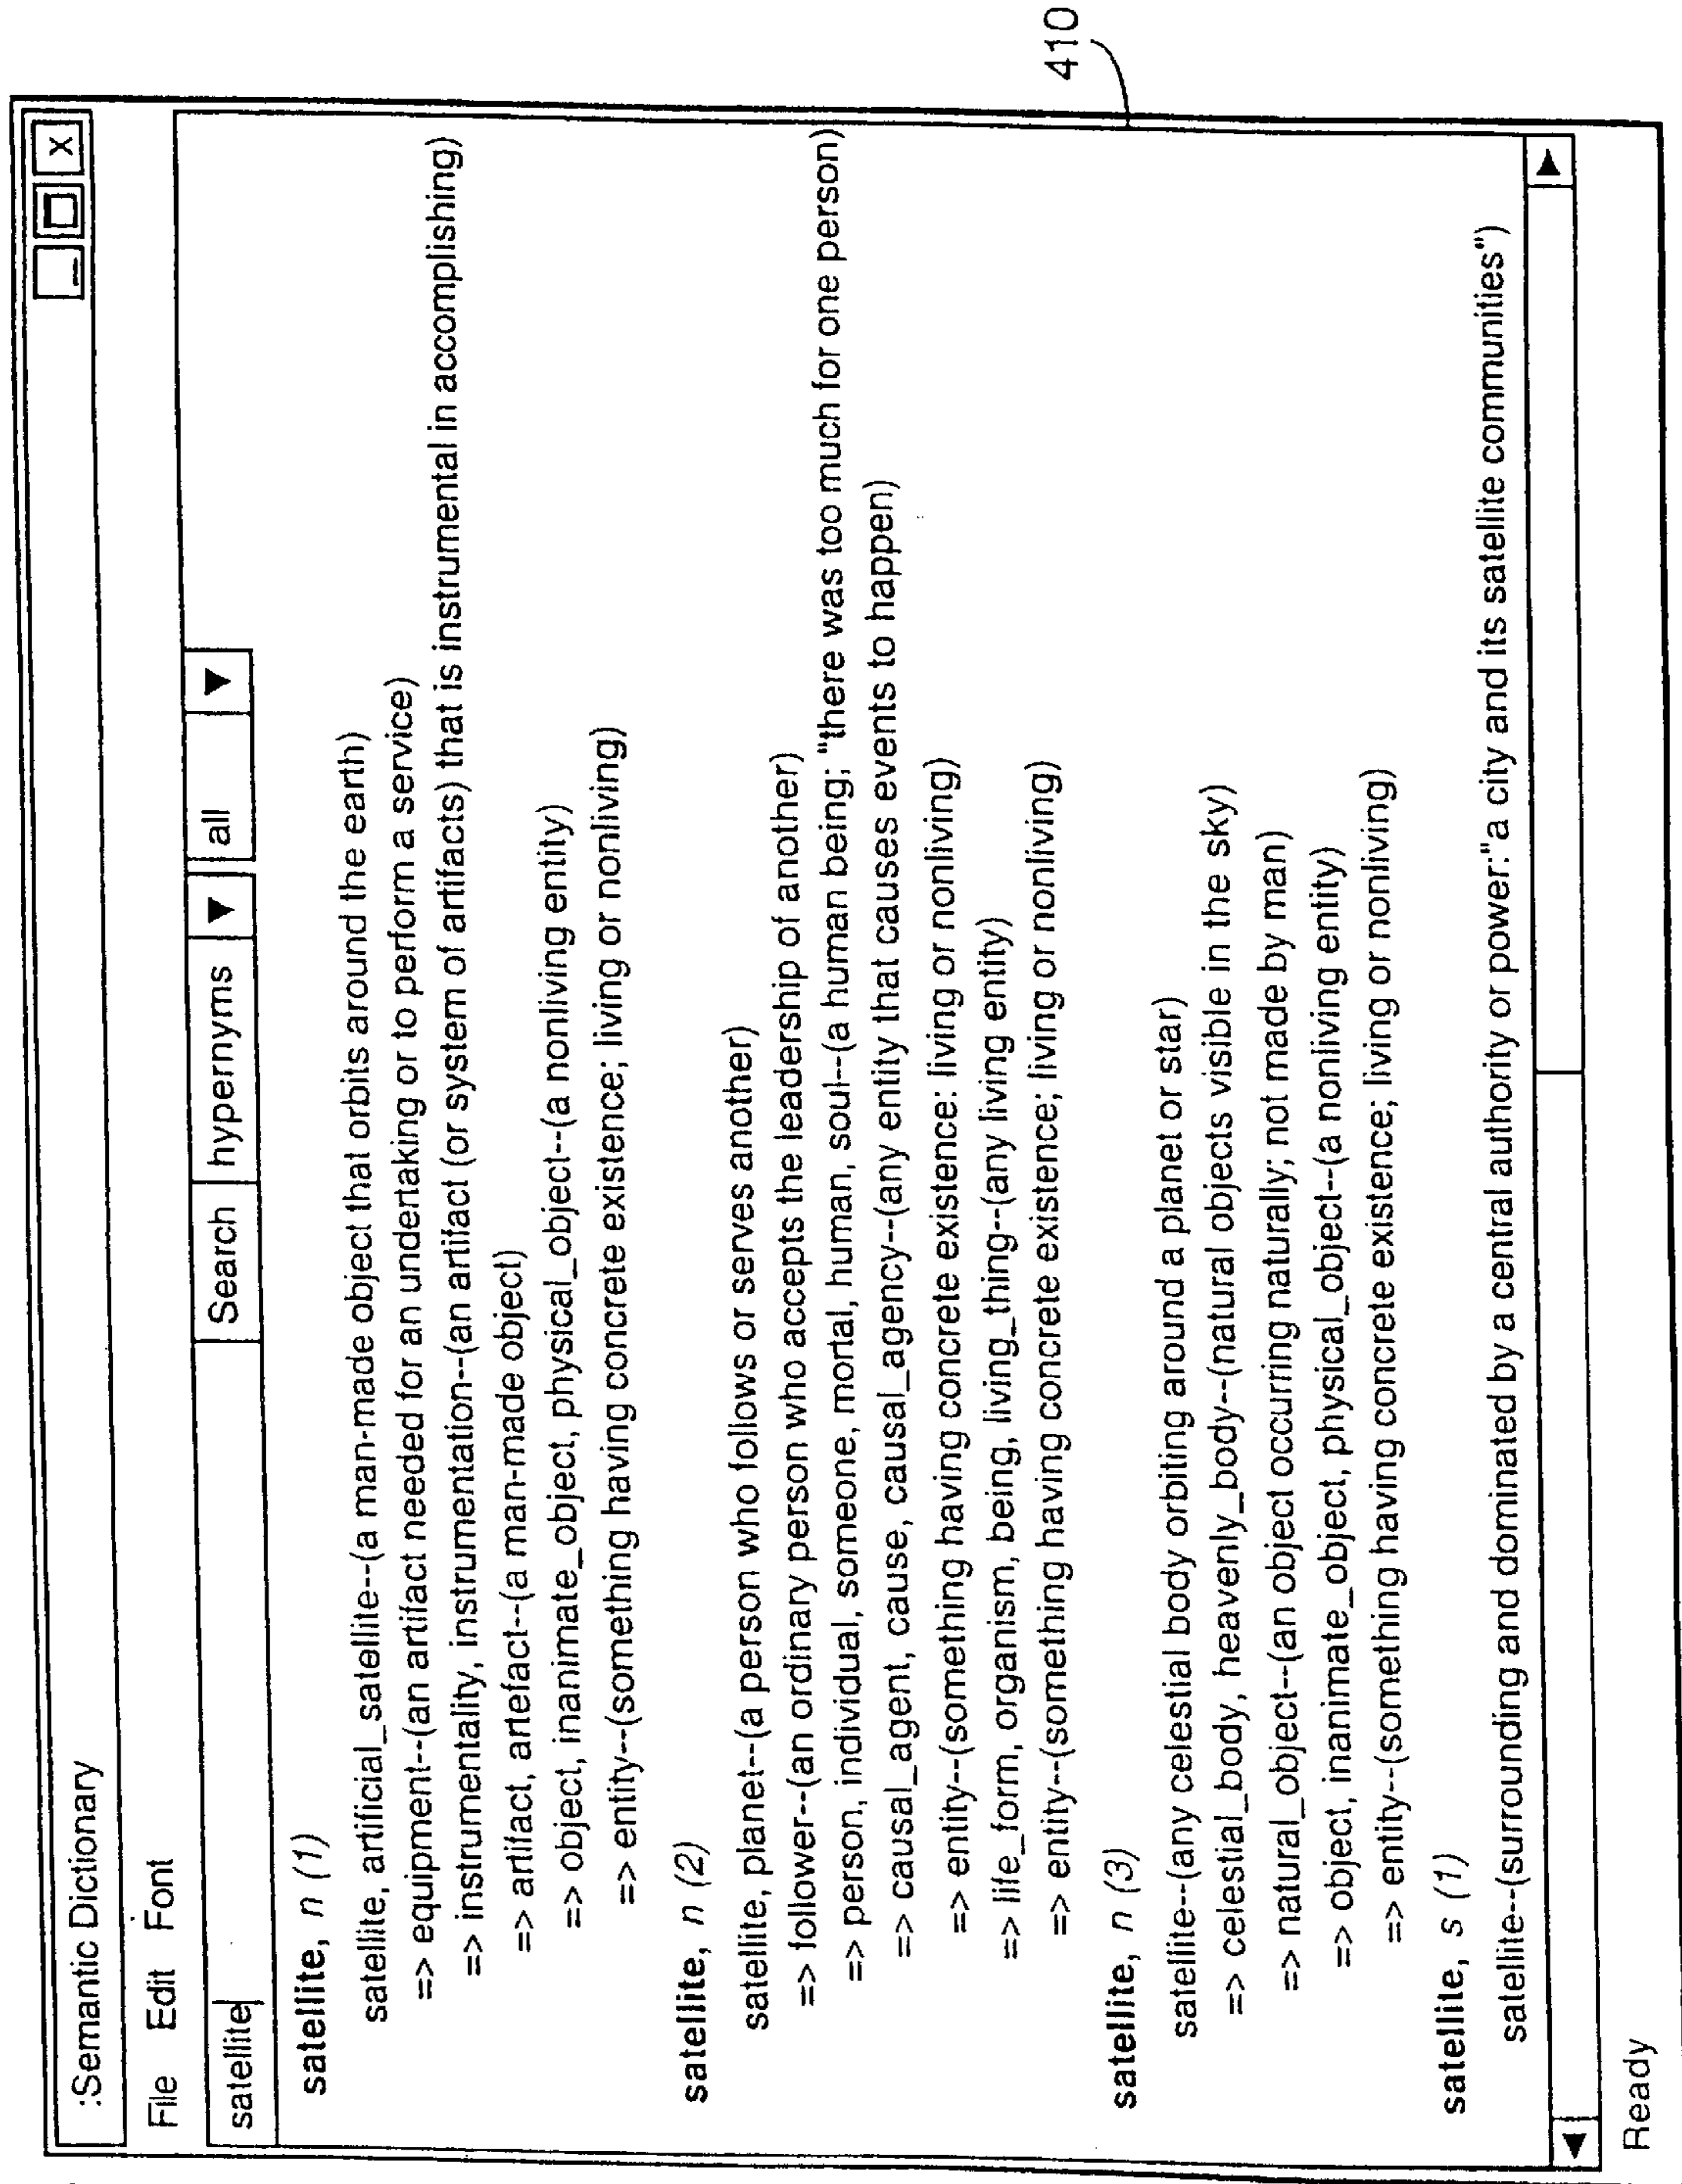 :Semantic Dictionary
File Edit Font
satellite Search hypernyms all
satellite, n (1)
satellite, artificial_satellite--(a man-made object that orbits around the earth)
=> equipment--(an artifact needed for an undertaking or to perform a service)
=> instrumentality, instrumentation--(an artifact (or system of artifacts) that is instrumental in accomplishing)
=> artifact, artefact--(a man-made object)
=> object, inanimate_object, physical_object--(a nonliving entity)
=> entity--(something having concrete existence; living or nonliving)
satellite, n (2)
satellite, planet--(a person who follows or serves another)
=> follower--(an ordinary person who accepts the leadership of another)
=> person, individual, someone, mortal, human, soul--(a human being; "there was too much for one person)
=> causal_agent, cause, causal_agency--(any entity that causes events to happen)
=> entity--(something having concrete existence: living or nonliving)
=> life_form, organism, being, living_thing--(any living entity)
=> entity--(something having concrete existence; living or nonliving)
satellite, n (3)
satellite--(any celestial body orbiting around a planet or star)
=> celestial_body, heavenly_body--(natural objects visible in the sky)
=> natural_object--(an object occurring naturally; not made by man)
=> object, inanimate_object, physical_object--(a nonliving entity)
=> entity--(something having concrete existence; living or nonliving)
satellite, s (1)
satellite--(surrounding and dominated by a central authority or power:"a city and its satellite communities")
Ready
410